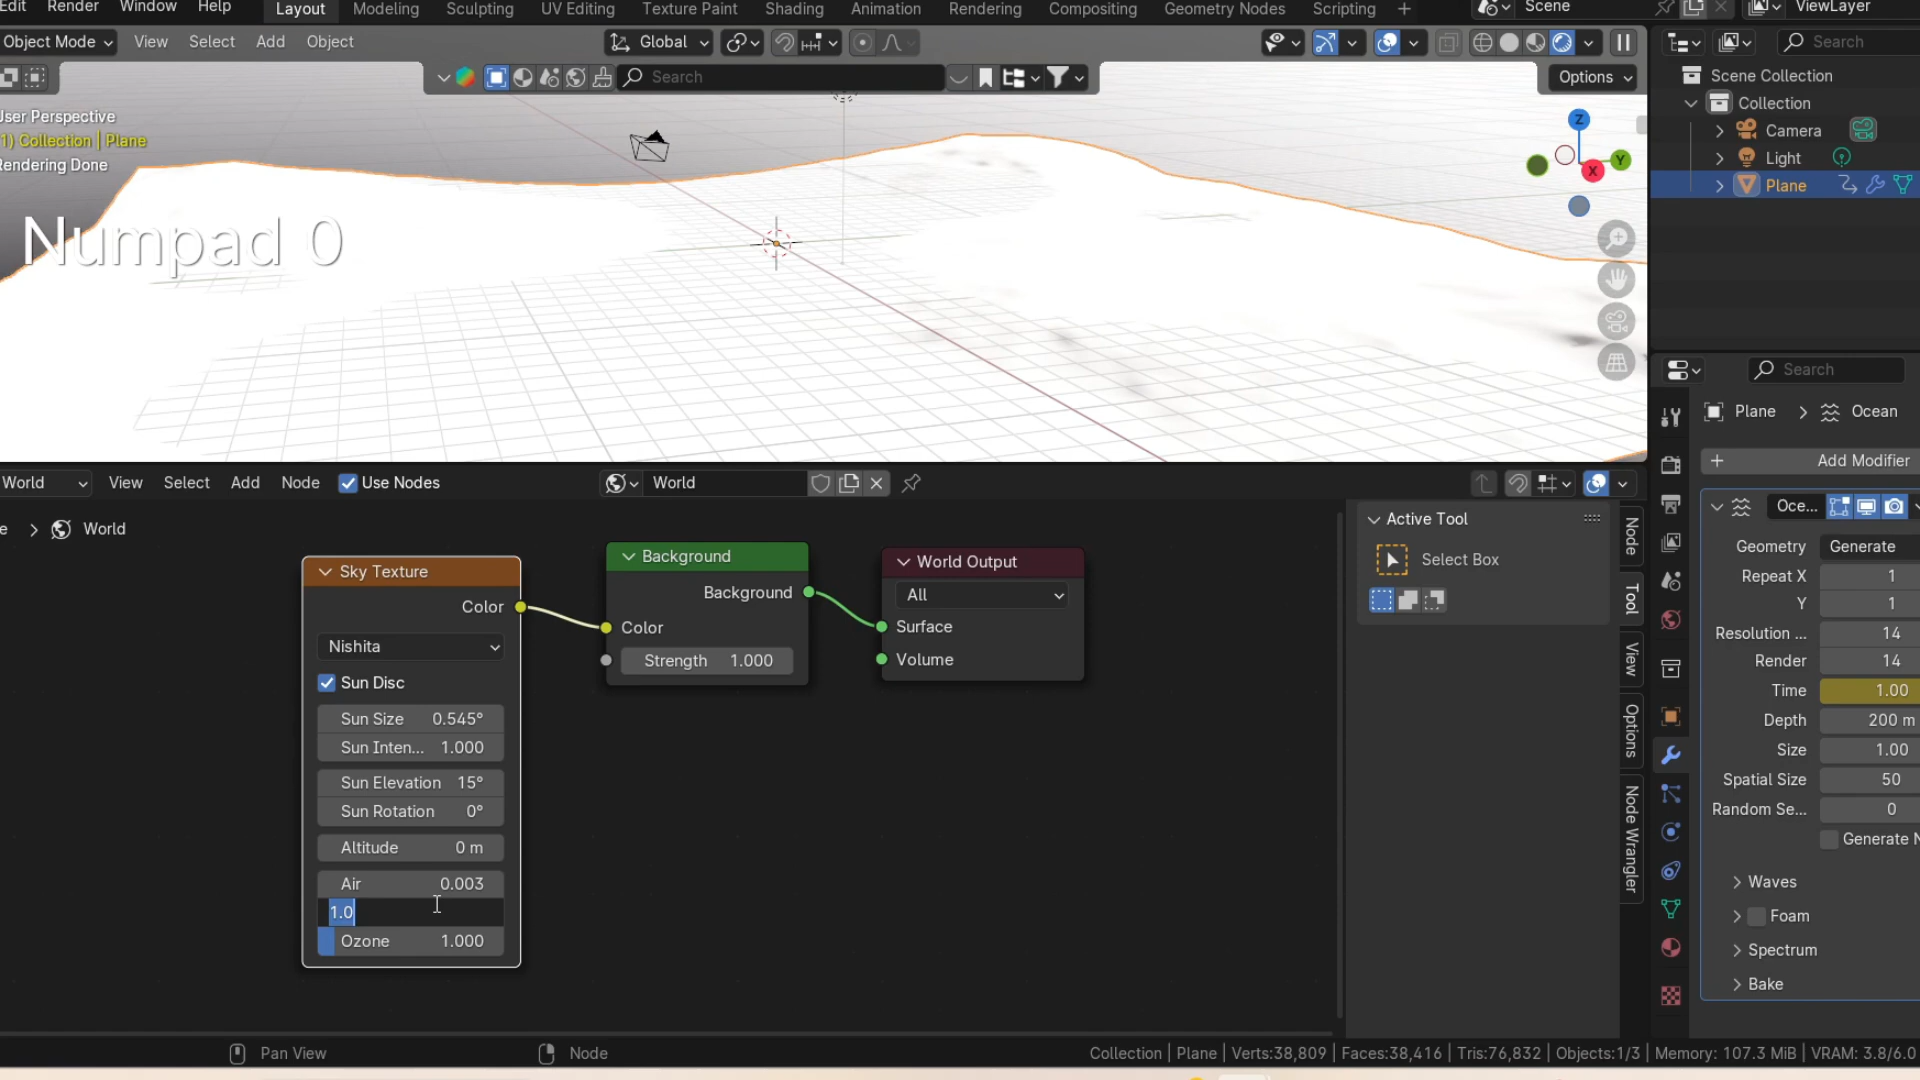 Edit Render Window Help Layout Modeling Sculpting UV Editing Texture Paint Shading Animation Rendering Compositing Geometry Nodes Scripting + Scene ViewLayer
Object Mode View Select Add Object Global Search
Search Options
Scene Collection
User Perspective
(1) Collection | Plane
Rendering Done
Collection
Camera
Light
Plane
Z
Y
X
Numpad 0
Search
Plane > Ocean
+ Add Modifier
World View Select Add Node Use Nodes World
e > World
Oce...
Geometry Generate
Repeat X 1
Y 1
Resolution ... 14
Render 14
Time 1.00
Depth 200 m
Size 1.00
Spatial Size 50
Random Se... 0
Generate N
Waves
Foam
Spectrum
Bake
Sky Texture
Color
Nishita
Sun Disc
Sun Size 0.545°
Sun Inten... 1.000
Sun Elevation 15°
Sun Rotation 0°
Altitude 0 m
Air 0.003
1.0
Ozone 1.000
Background
Background
Color
Strength 1.000
World Output
All
Surface
Volume
Active Tool
Select Box
Node
Tool
View
Options
Node Wrangler
Pan View Node Collection | Plane | Verts:38,809 | Faces:38,416 | Tris:76,832 | Objects:1/3 | Memory: 107.3 MiB | VRAM: 3.8/6.0